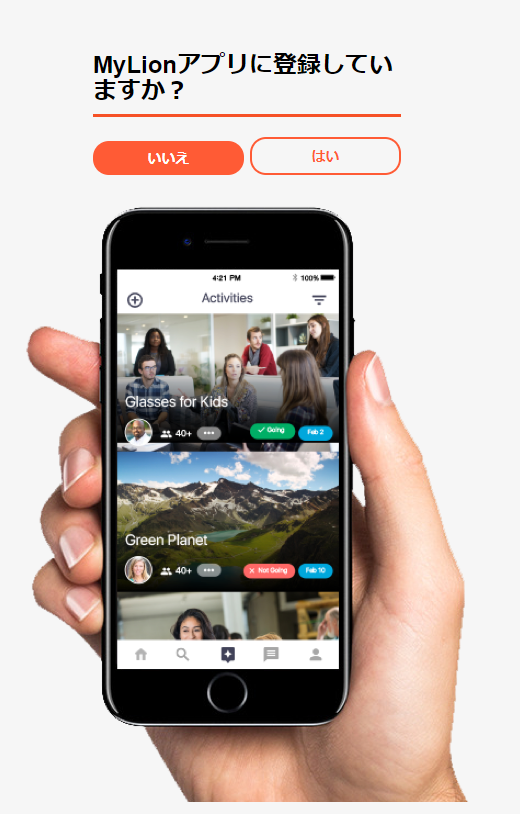 MyLionアプリに登録してい
ますか？
いいえ
はい
4:21 PM
100%
Activities
Glasses for Kids
40+
Going
Feb 2
Green Planet
40+
Not Going
Feb 10